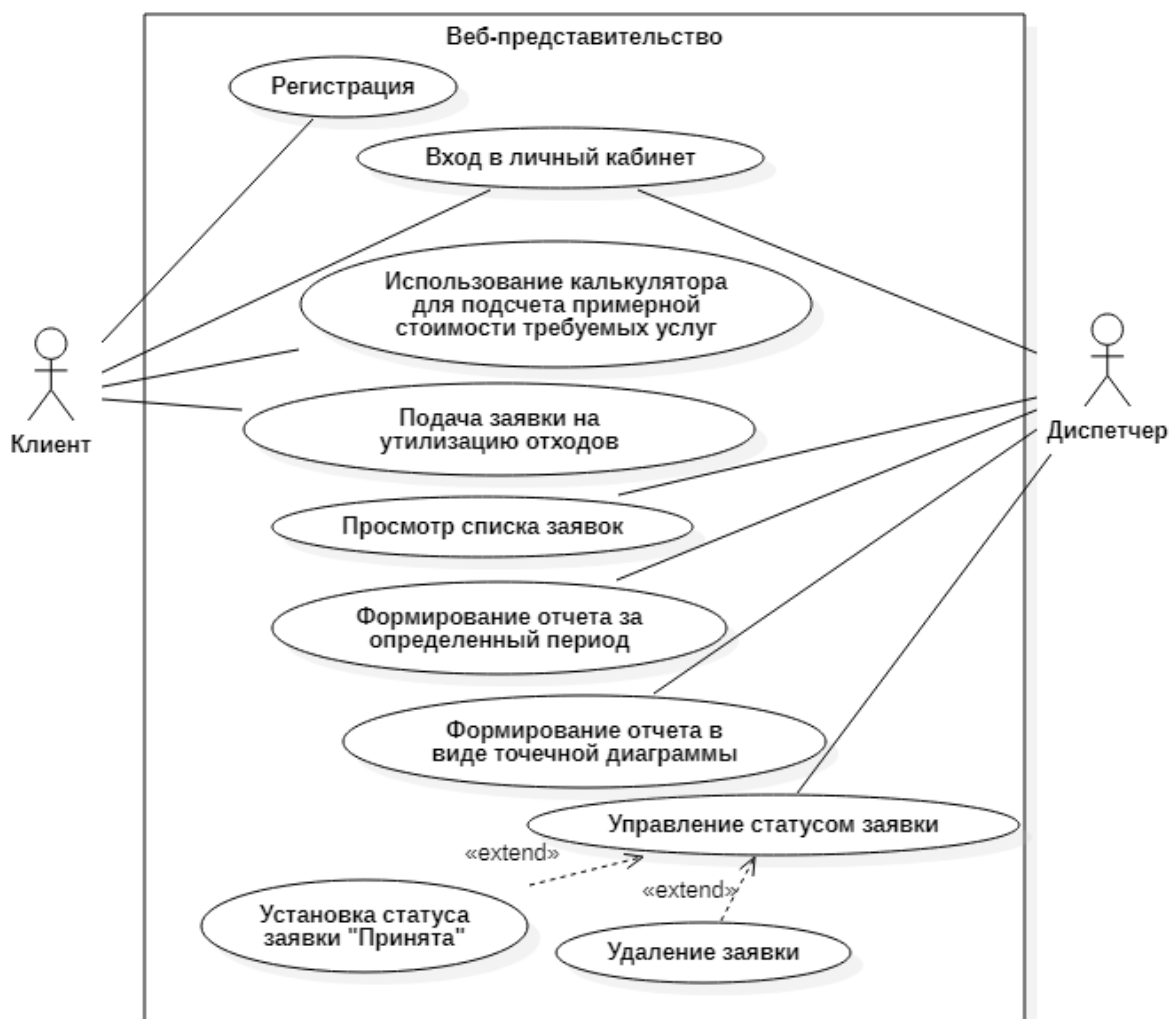 Веб-представительство
Регистрация
Вход в личный кабинет
Использование калькулятора
для подсчета примерной
стоимости требуемых услуг
Клиент
Диспетчер
Подача заявки на
утилизацию отходов
Просмотр списка заявок
Формирование отчета за
определенный период
Формирование отчета в
виде точечной диаграммы
Управление статусом заявки
«extend»
«extend»
Установка статуса
заявки "Принята"
Удаление заявки